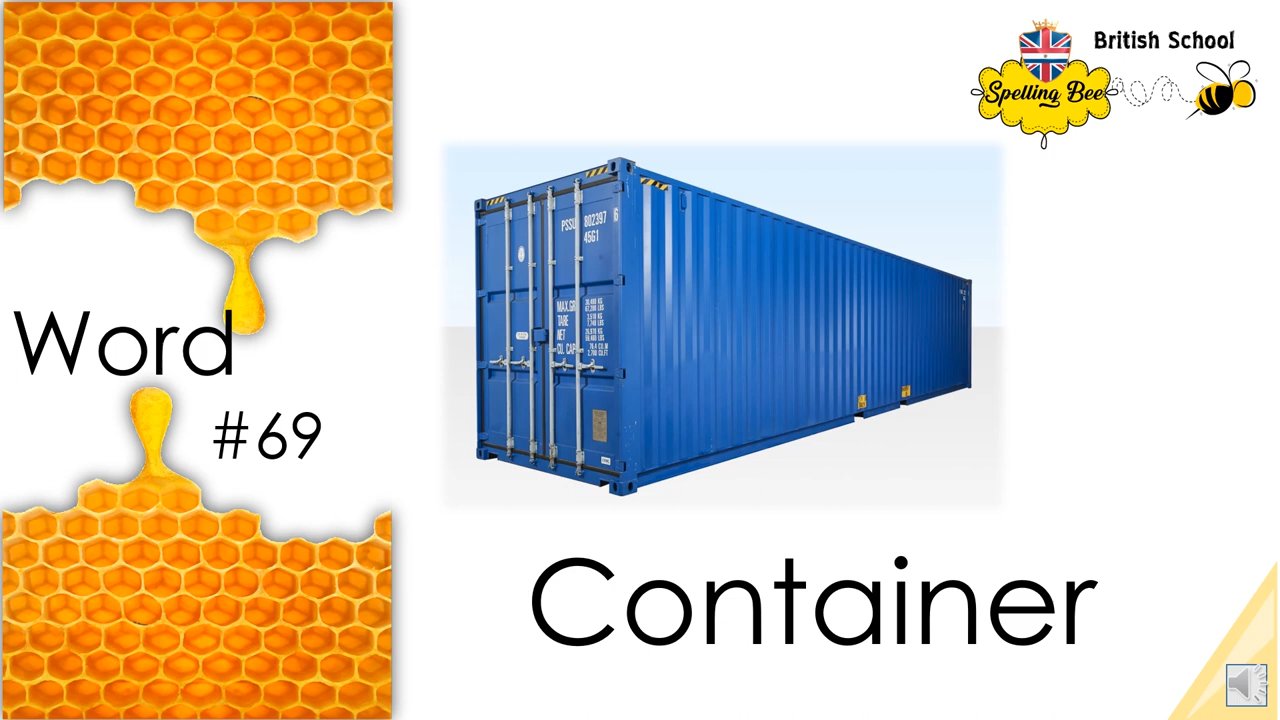 British School
Spelling Bee
PSSU 802397 6
45G1
Word
MAX.GR
TARE
NET
CU. CAP
#69
Container